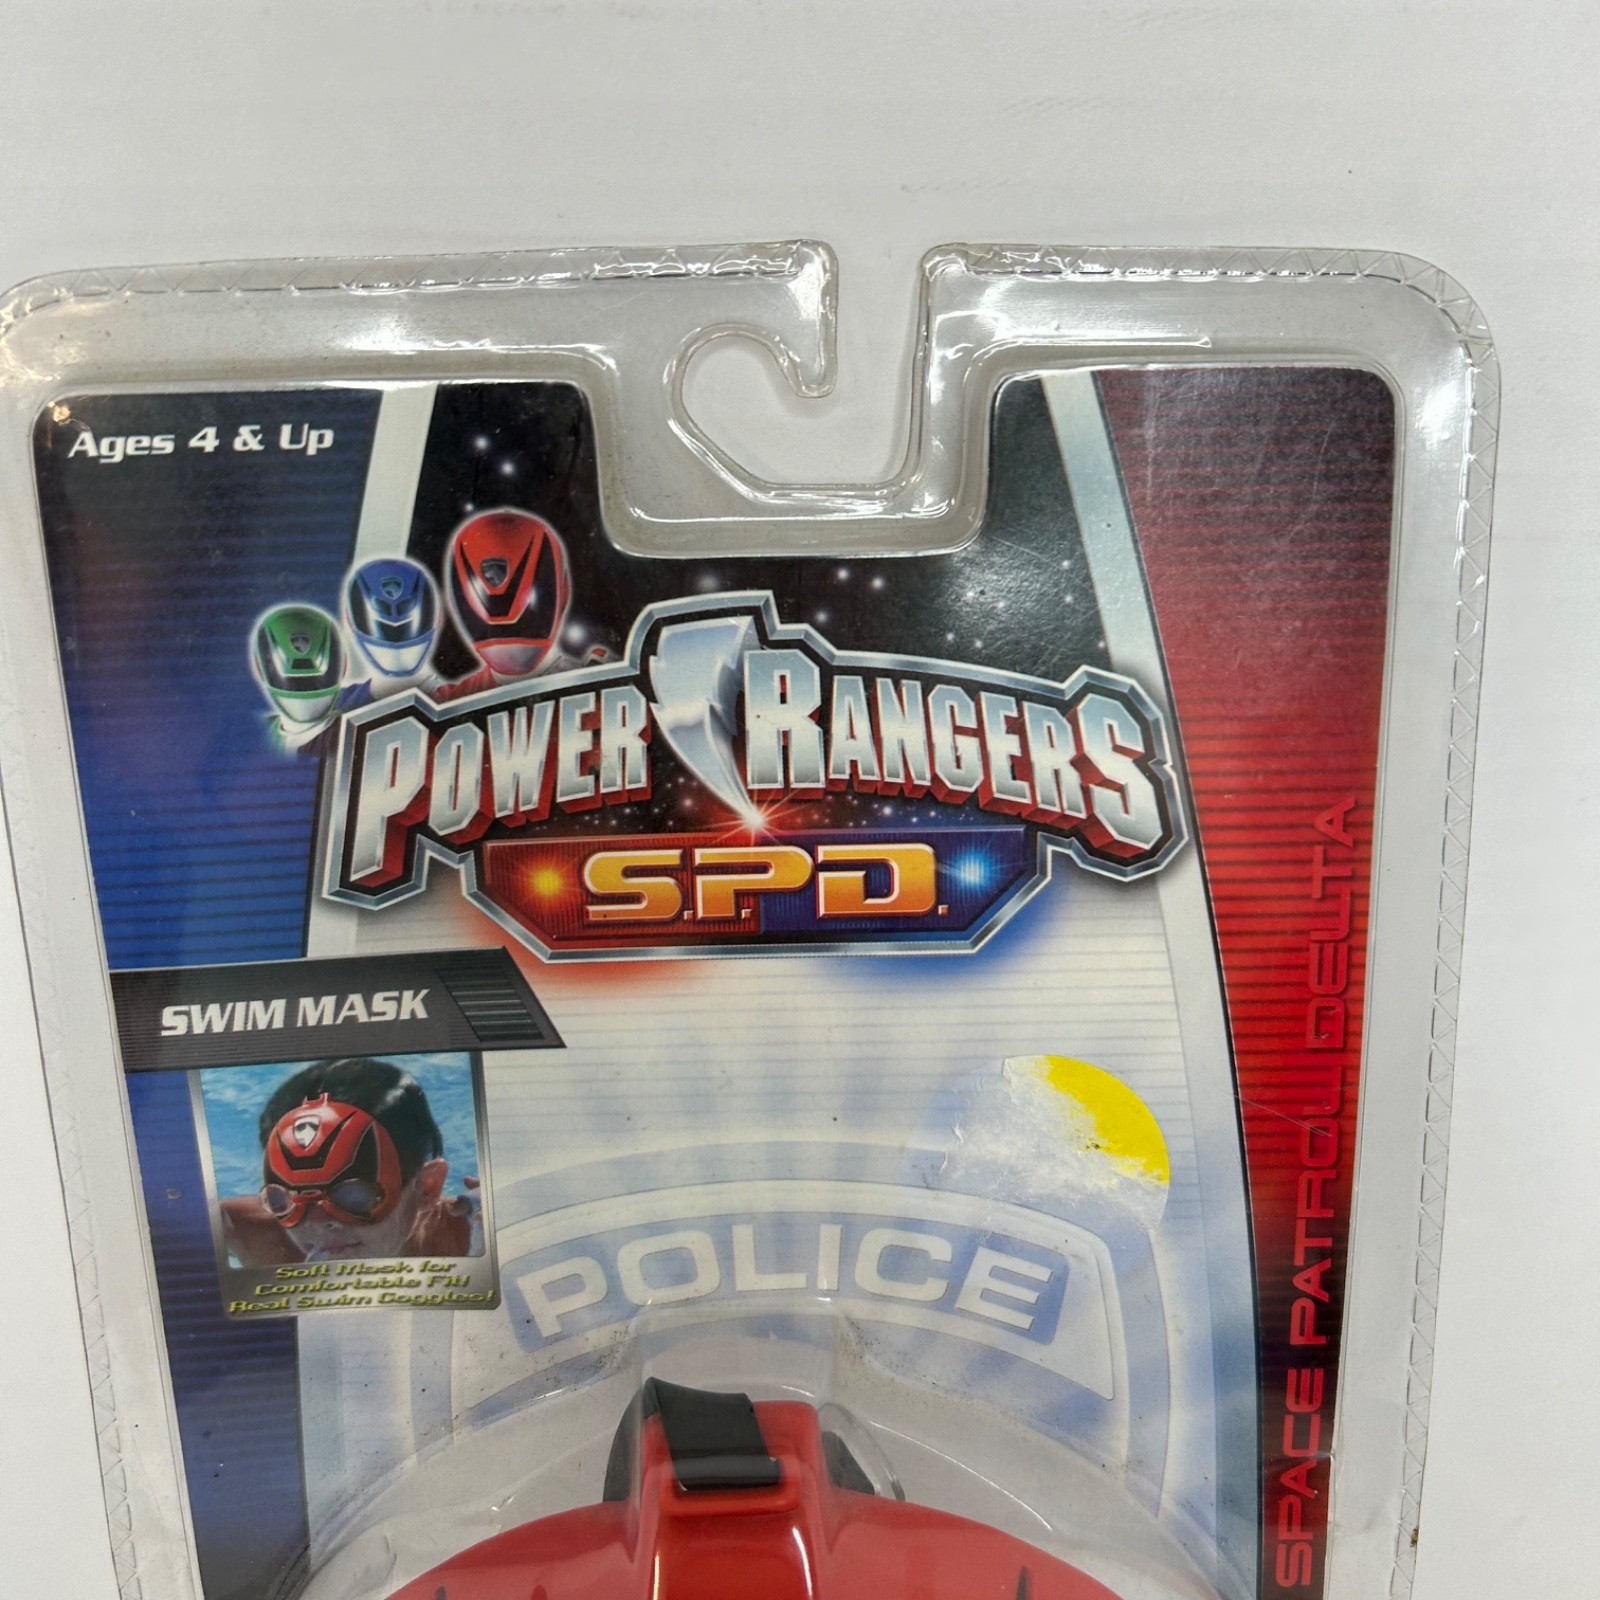 Ages 4 & Up
POWER RANGERS
S.P.D.
SWIM MASK
Soft Mask for
Comfortable Fit!
Real Swim Goggles!
POLICE
SPACE PATROL DELTA